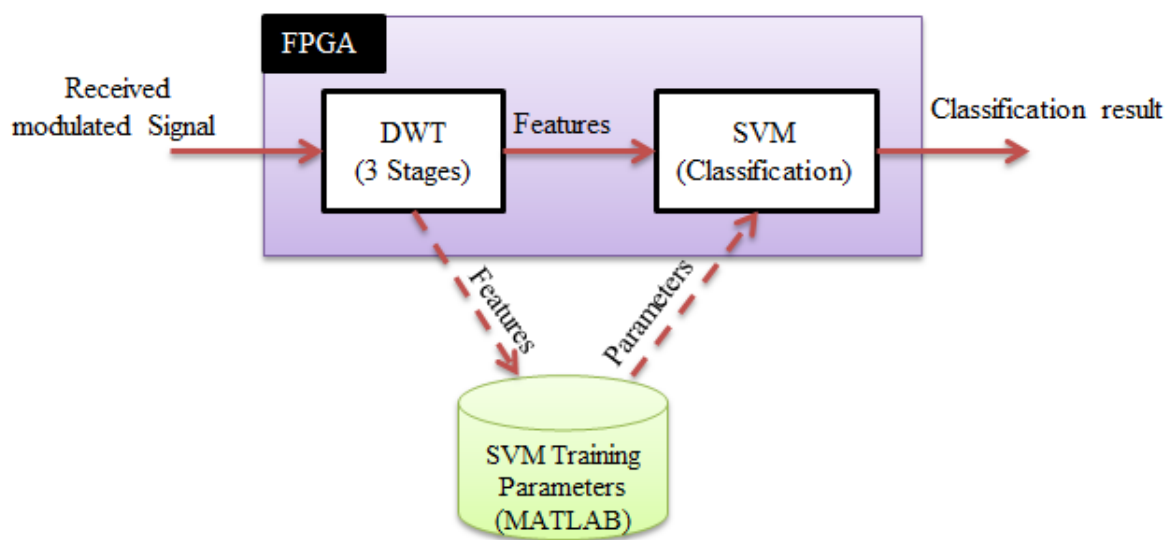 FPGA
Received
modulated Signal
DWT
(3 Stages)
Features
SVM
(Classification)
Classification result
Features
Parameters
SVM Training
Parameters
(MATLAB)